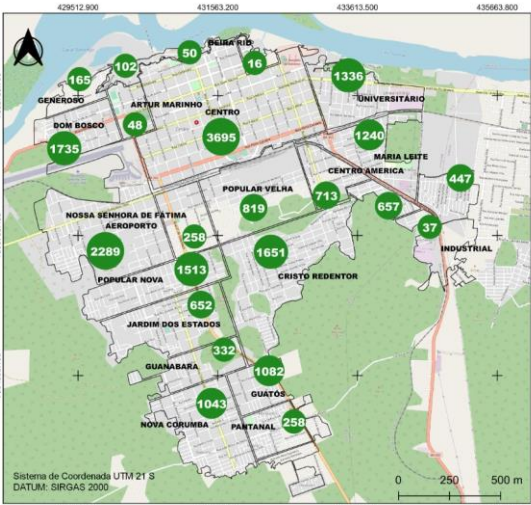 429512.900 431563.200 433613.500 435663.800
BEIRA RIO
50
102
16
165
1336
GENEROSO
ARTUR MARINHO
UNIVERSITÁRIO
CENTRO
DOM BOSCO
48
1240
3695
1735
MARIA LEITE
CENTRO AMERICA
447
POPULAR VELHA
713
819
657
NOSSA SENHORA DE FÁTIMA
AEROPORTO
37
258
2289
1651
INDUSTRIAL
1513
CRISTO REDENTOR
POPULAR NOVA
652
JARDIM DOS ESTADOS
332
GUANABARA
1082
GUATÓS
1043
258
NOVA CORUMBA
PANTANAL
Sistema de Coordenada UTM 21 S
DATUM: SIRGAS 2000
0 250 500 m